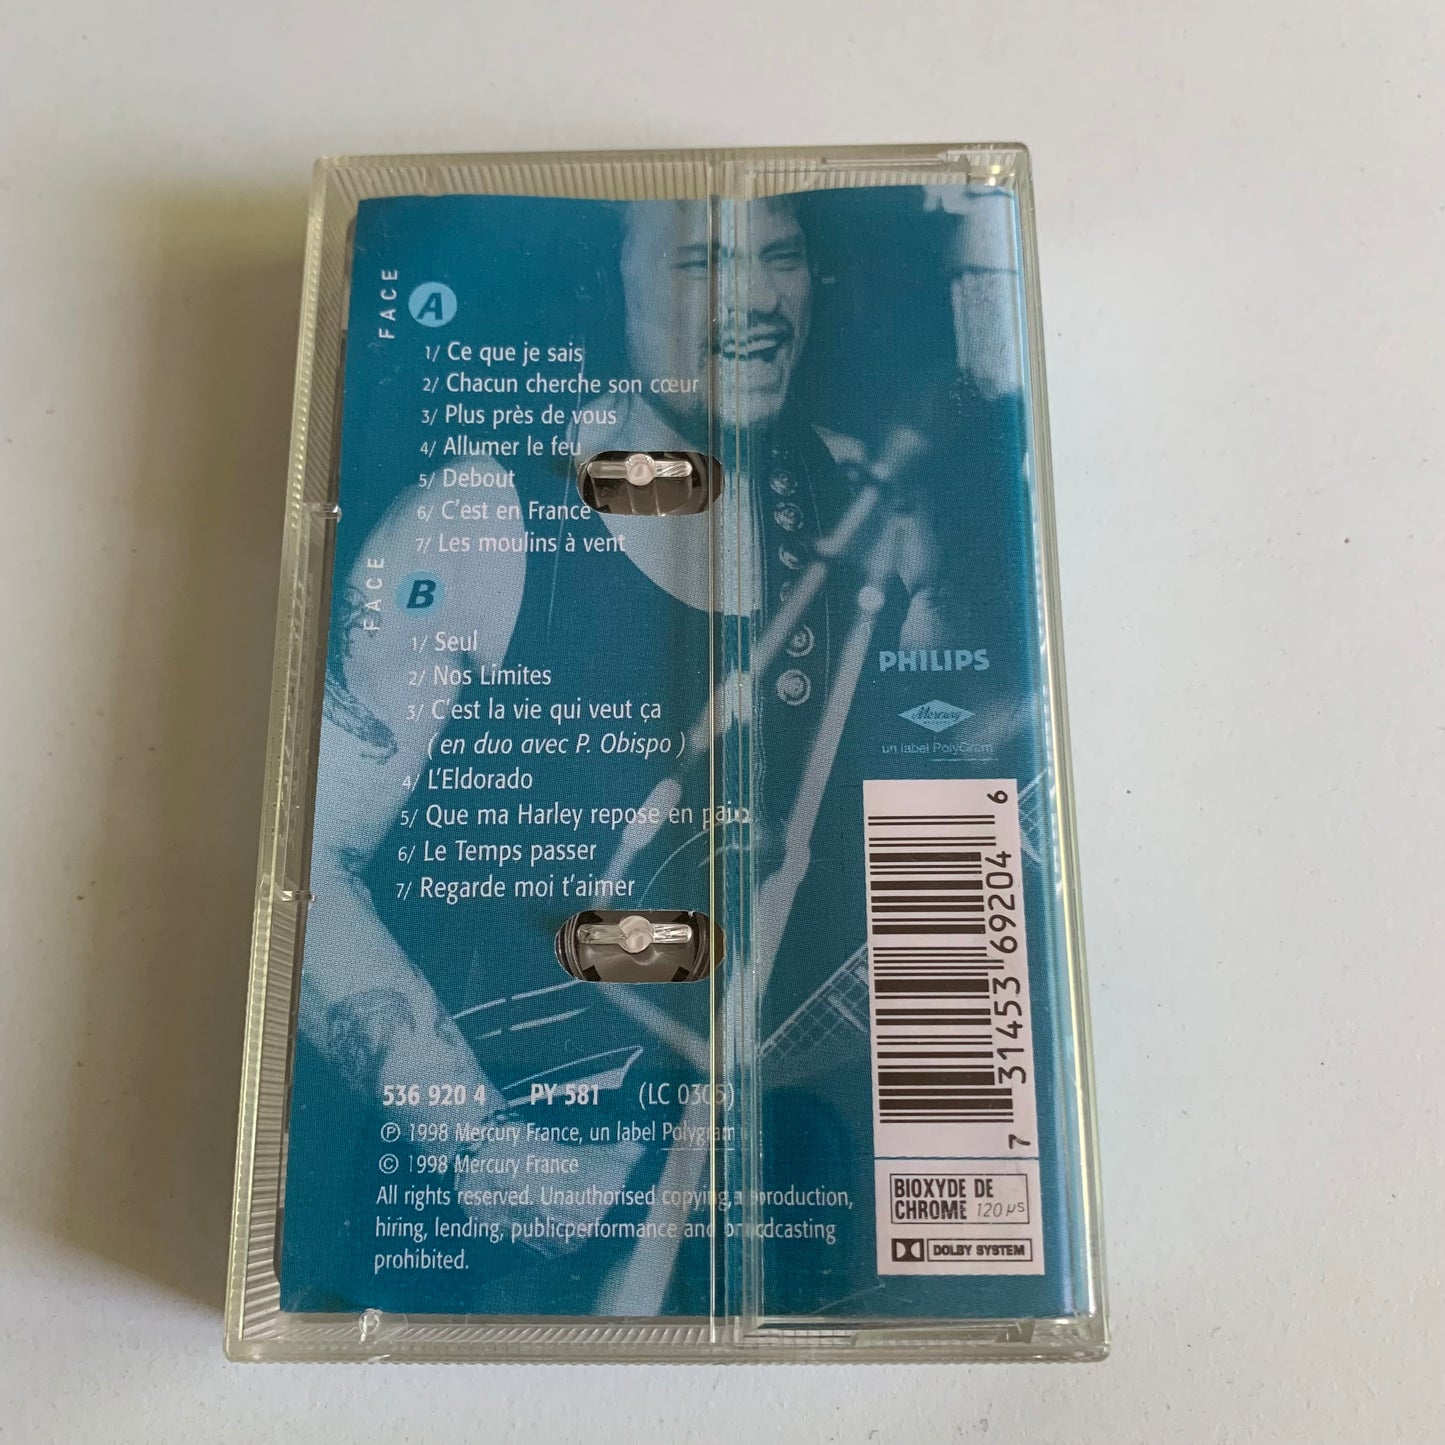 FACE A
1/ Ce que je sais
2/ Chacun cherche son cœur
3/ Plus près de vous
4/ Allumer le feu
5/ Debout
6/ C'est en France
7/ Les moulins à vent
FACE B
1/ Seul
2/ Nos Limites
3/ C'est la vie qui veut ça
( en duo avec P. Obispo )
4/ L'Eldorado
5/ Que ma Harley repose en paix
6/ Le Temps passer
7/ Regarde moi t'aimer
536 920 4 PY 581 (LC 0305)
℗ 1998 Mercury France, un label Polygram
© 1998 Mercury France
All rights reserved. Unauthorised copying, reproduction,
hiring, lending, publicperformance and broadcasting
prohibited.
PHILIPS
Mercury
un label PolyGram
7 31453 69204 6
BIOXYDE DE
CHROME 120 µs
DOLBY SYSTEM